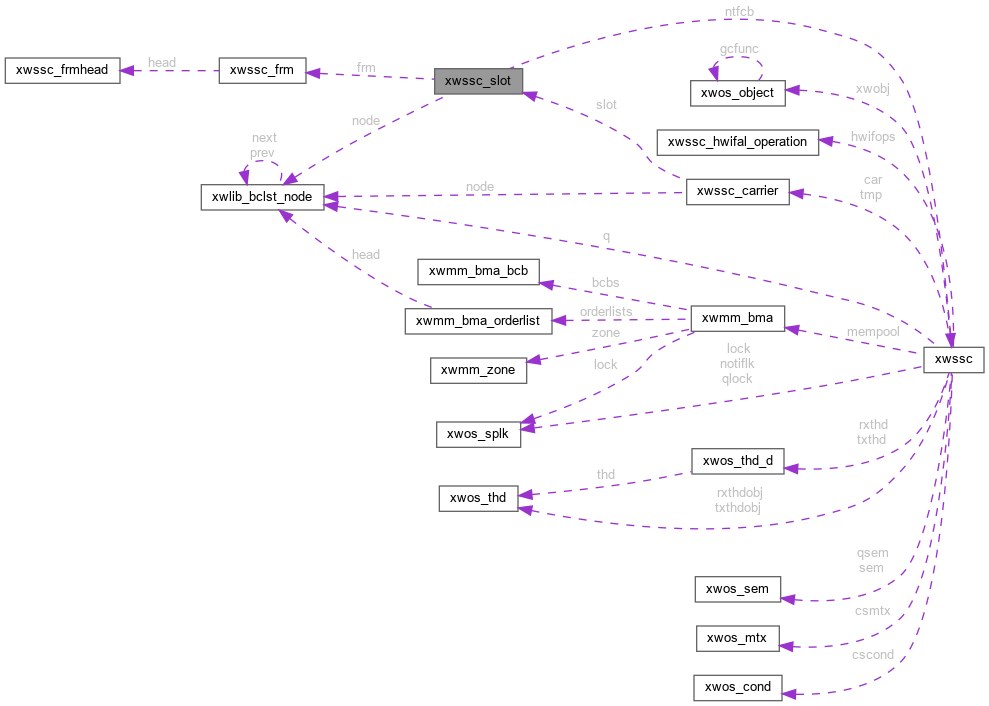 ntfcb
xwssc_frmhead
head
xwssc_frm
frm
xwssc_slot
gcfunc
xwos_object
xwobj
slot
node
next
prev
xwssc_hwifal_operation
hwifops
xwlib_bclst_node
node
xwssc_carrier
car
tmp
q
head
xwmm_bma_bcb
bcbs
xwmm_bma_orderlist
orderlists
xwmm_bma
mempool
zone
xwmm_zone
lock
lock
notiflk
qlock
xwssc
xwos_splk
xwos_thd_d
rxthd
txthd
thd
xwos_thd
rxthdobj
txthdobj
qsem
sem
xwos_sem
csmtx
xwos_mtx
cscond
xwos_cond